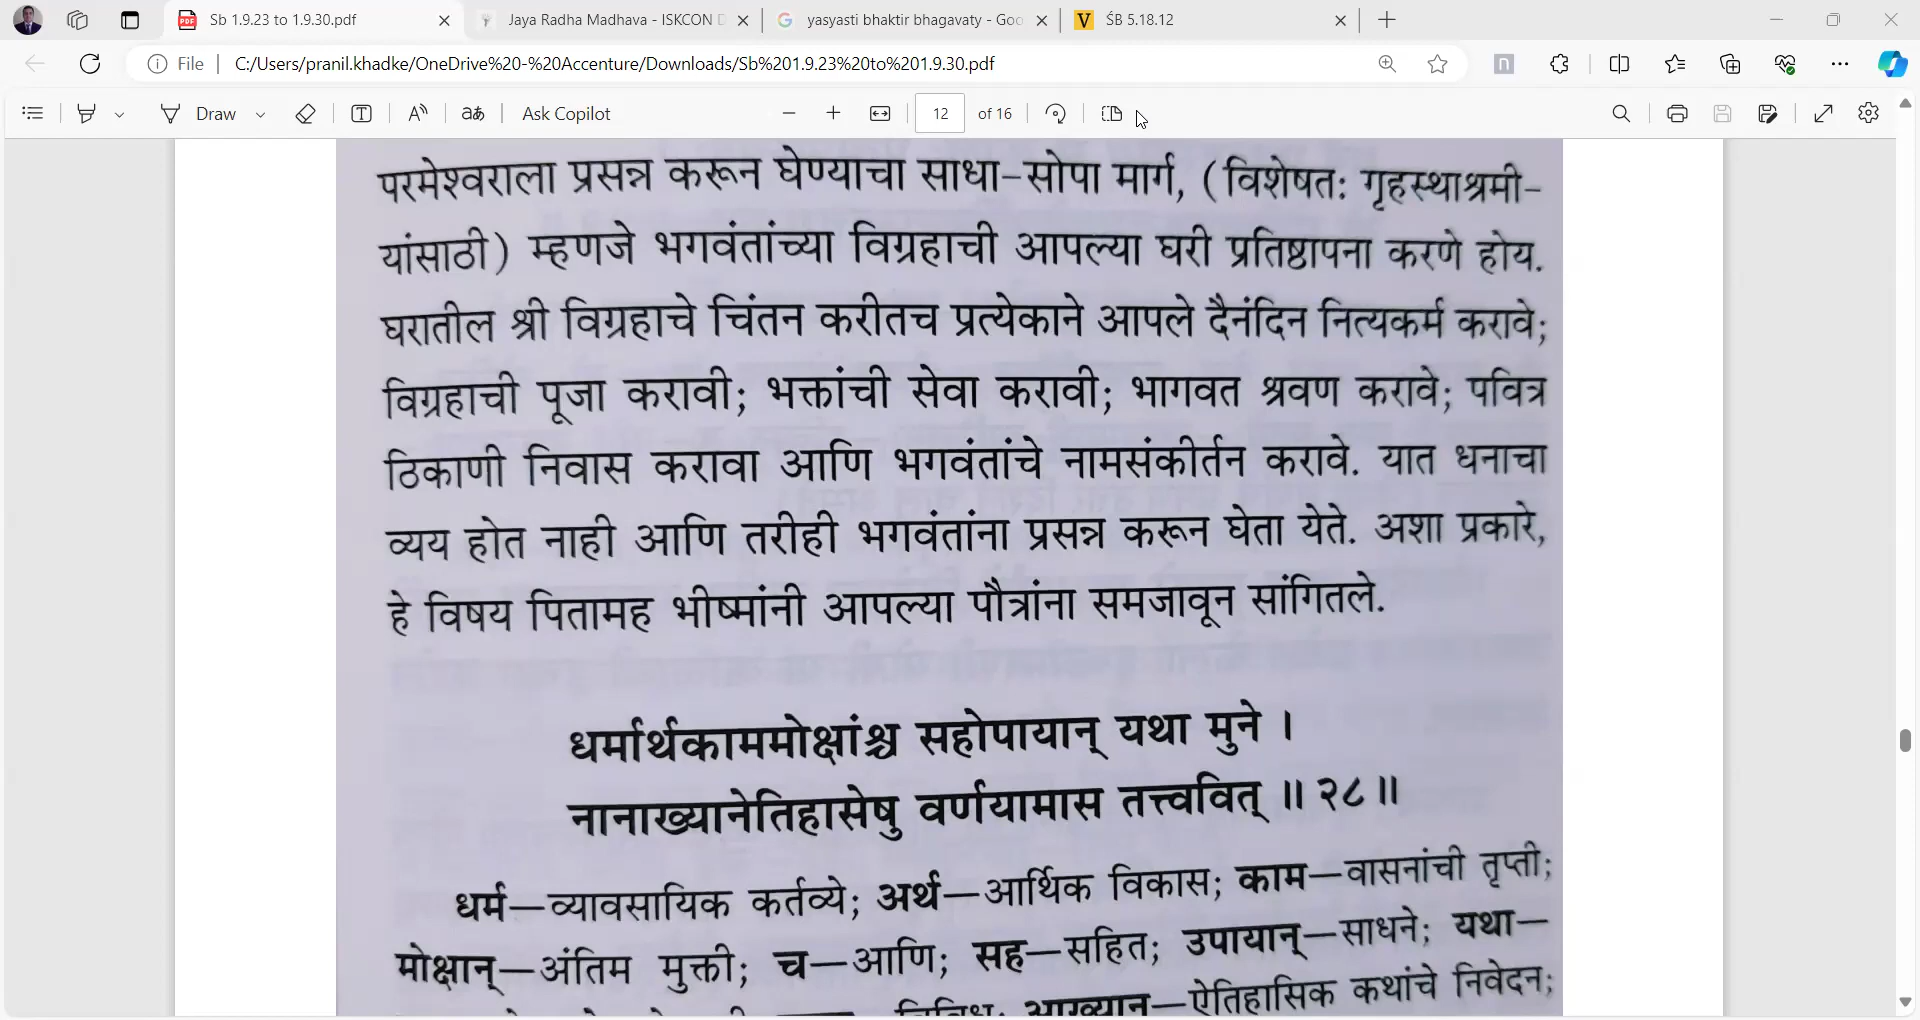 Sb 1.9.23 to 1.9.30.pdf
Jaya Radha Madhava - ISKCON D
yasyasti bhaktir bhagavaty - Goo
ŚB 5.18.12
File
C:/Users/pranil.khadke/OneDrive%20-%20Accenture/Downloads/Sb%201.9.23%20to%201.9.30.pdf
Draw
Ask Copilot
12 of 16
परमेश्वराला प्रसन्न करून घेण्याचा साधा-सोपा मार्ग, (विशेषतः गृहस्थाश्रमी-
यांसाठी) म्हणजे भगवंतांच्या विग्रहाची आपल्या घरी प्रतिष्ठापना करणे होय.
घरातील श्री विग्रहाचे चिंतन करीतच प्रत्येकाने आपले दैनंदिन नित्यकर्म करावे;
विग्रहाची पूजा करावी; भक्तांची सेवा करावी; भागवत श्रवण करावे; पवित्र
ठिकाणी निवास करावा आणि भगवंतांचे नामसंकीर्तन करावे. यात धनाचा
व्यय होत नाही आणि तरीही भगवंतांना प्रसन्न करून घेता येते. अशा प्रकारे,
हे विषय पितामह भीष्मांनी आपल्या पौत्रांना समजावून सांगितले.
धर्मार्थकाममोक्षांश्च सहोपायान् यथा मुने ।
नानाख्यानेतिहासेषु वर्णयामास तत्त्ववित् ॥ २८ ॥
धर्म—व्यावसायिक कर्तव्ये; अर्थ—आर्थिक विकास; काम—वासनांची तृप्ती;
मोक्षान्—अंतिम मुक्ती; च—आणि; सह—सहित; उपायान्—साधने; यथा—
आख्यान—ऐतिहासिक कथांचे निवेदन;